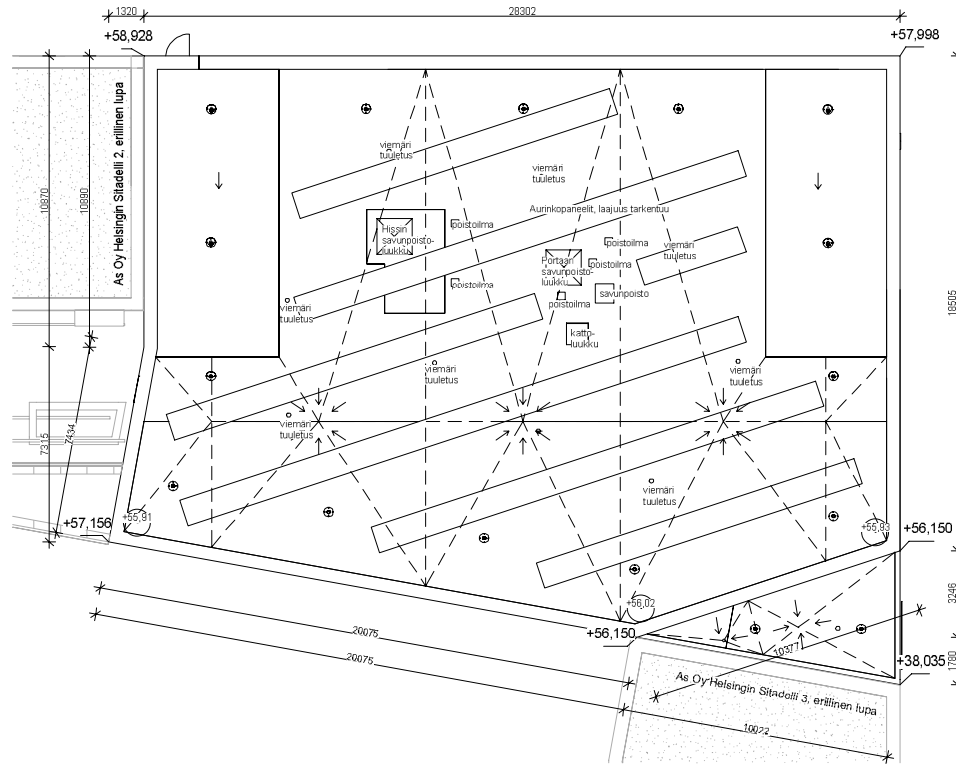 1320
28302
+58,928
+57,998
As Oy Helsingin Sitadelli 2, erillinen lupa
10870
10890
viemäri
tuuletus
viemäri
tuuletus
Aurinkopaneelit, laajuus tarkentuu
Hissin
savunpoisto-
luukku
poistoilma
poistoilma
viemäri
tuuletus
Portaan
savunpoisto-
luukku
poistoilma
poistoilma
savunpoisto
poistoilma
viemäri
tuuletus
katto-
luukku
18505
viemäri
tuuletus
viemäri
tuuletus
viemäri
tuuletus
7315
7434
viemäri
tuuletus
+55,91
+57,156
+55,93
+56,150
+56,02
+56,150
3246
20075
20075
10377
+38,035
1780
As Oy Helsingin Sitadelli 3, erillinen lupa
10022